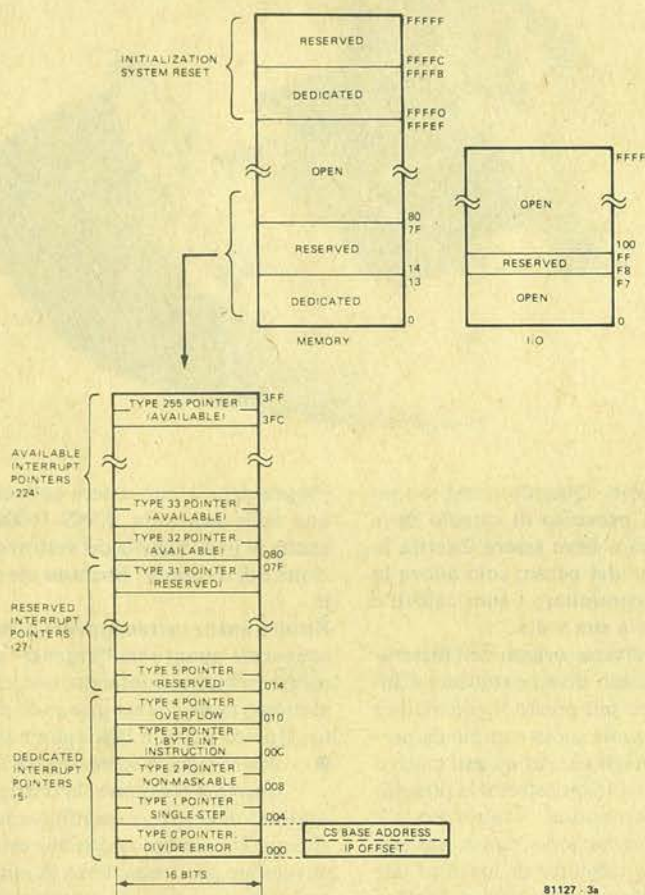 FFFFF
RESERVED
INITIALIZATION
SYSTEM RESET
FFFFC
FFFFB
DEDICATED
FFFF0
FFFEF
OPEN
80
7F
RESERVED
14
13
DEDICATED
0
MEMORY
FFFF
OPEN
100
FF
RESERVED
F8
F7
OPEN
0
I/O
3FF
TYPE 255 POINTER
(AVAILABLE)
3FC
AVAILABLE
INTERRUPT
POINTERS
(224)
TYPE 33 POINTER
(AVAILABLE)
TYPE 32 POINTER
(AVAILABLE)
080
07F
TYPE 31 POINTER
(RESERVED)
RESERVED
INTERRUPT
POINTERS
(27)
TYPE 5 POINTER
(RESERVED)
014
TYPE 4 POINTER
OVERFLOW
010
TYPE 3 POINTER
1-BYTE INT
INSTRUCTION
00C
DEDICATED
INTERRUPT
POINTERS
(5)
TYPE 2 POINTER
NON-MASKABLE
008
TYPE 1 POINTER
SINGLE-STEP
004
TYPE 0 POINTER:
DIVIDE ERROR
000
CS BASE ADDRESS
IP OFFSET
16 BITS
81127 - 3a